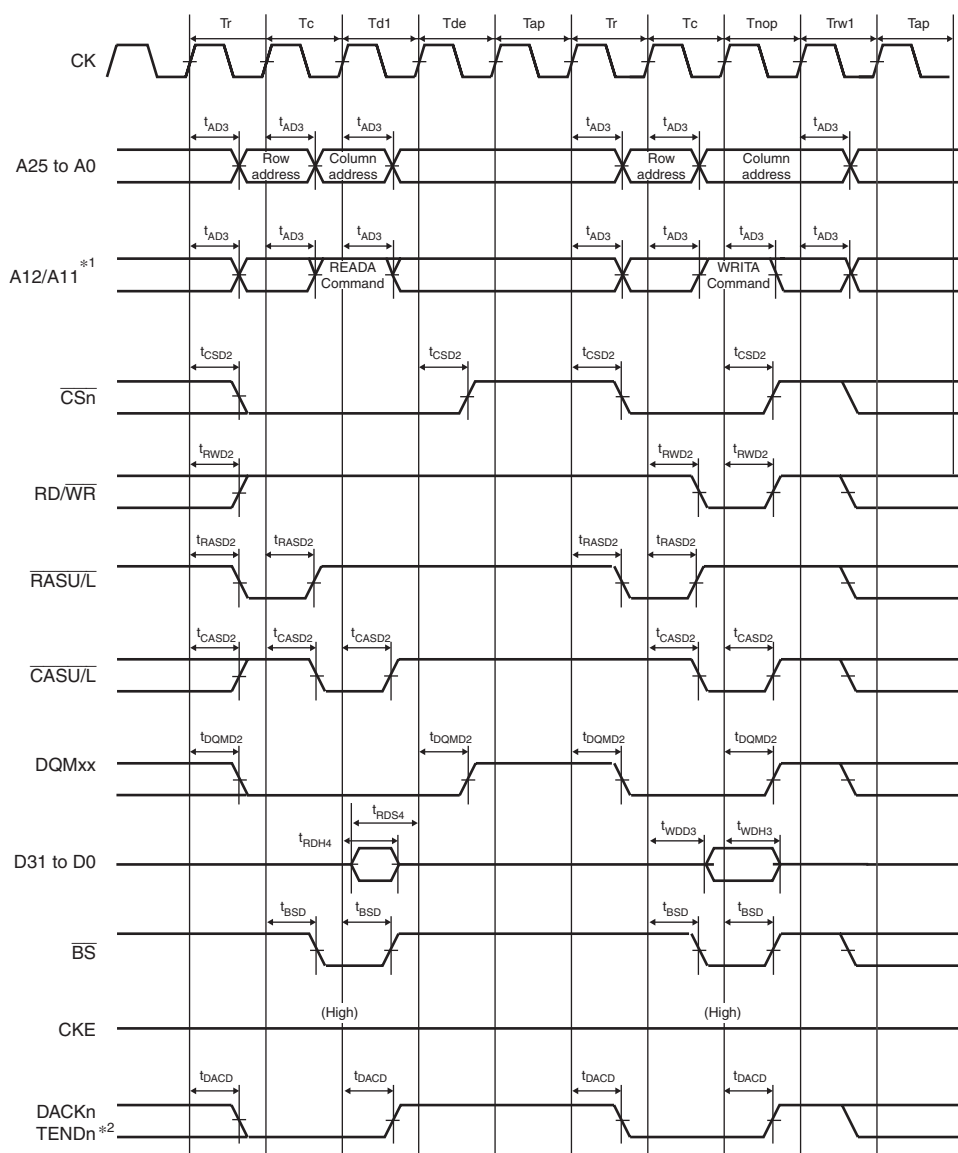 Tr Tc Td1 Tde Tap Tr Tc Tnop Trw1 Tap
CK
tAD3 tAD3 tAD3 tAD3 tAD3 tAD3
A25 to A0
Row address
Column address
Row address
Column address
tAD3 tAD3 tAD3 tAD3 tAD3 tAD3 tAD3
A12/A11*1
READA Command
WRITA Command
tCSD2 tCSD2 tCSD2 tCSD2
CSn
tRWD2 tRWD2 tRWD2
RD/WR
tRASD2 tRASD2 tRASD2 tRASD2
RASU/L
tCASD2 tCASD2 tCASD2 tCASD2 tCASD2
CASU/L
tDQMD2 tDQMD2 tDQMD2 tDQMD2
DQMxx
tRDS4
tRDH4 tWDD3 tWDH3
D31 to D0
tBSD tBSD tBSD tBSD
BS
(High) (High)
CKE
tDACD tDACD tDACD tDACD
DACKn
TENDn*2